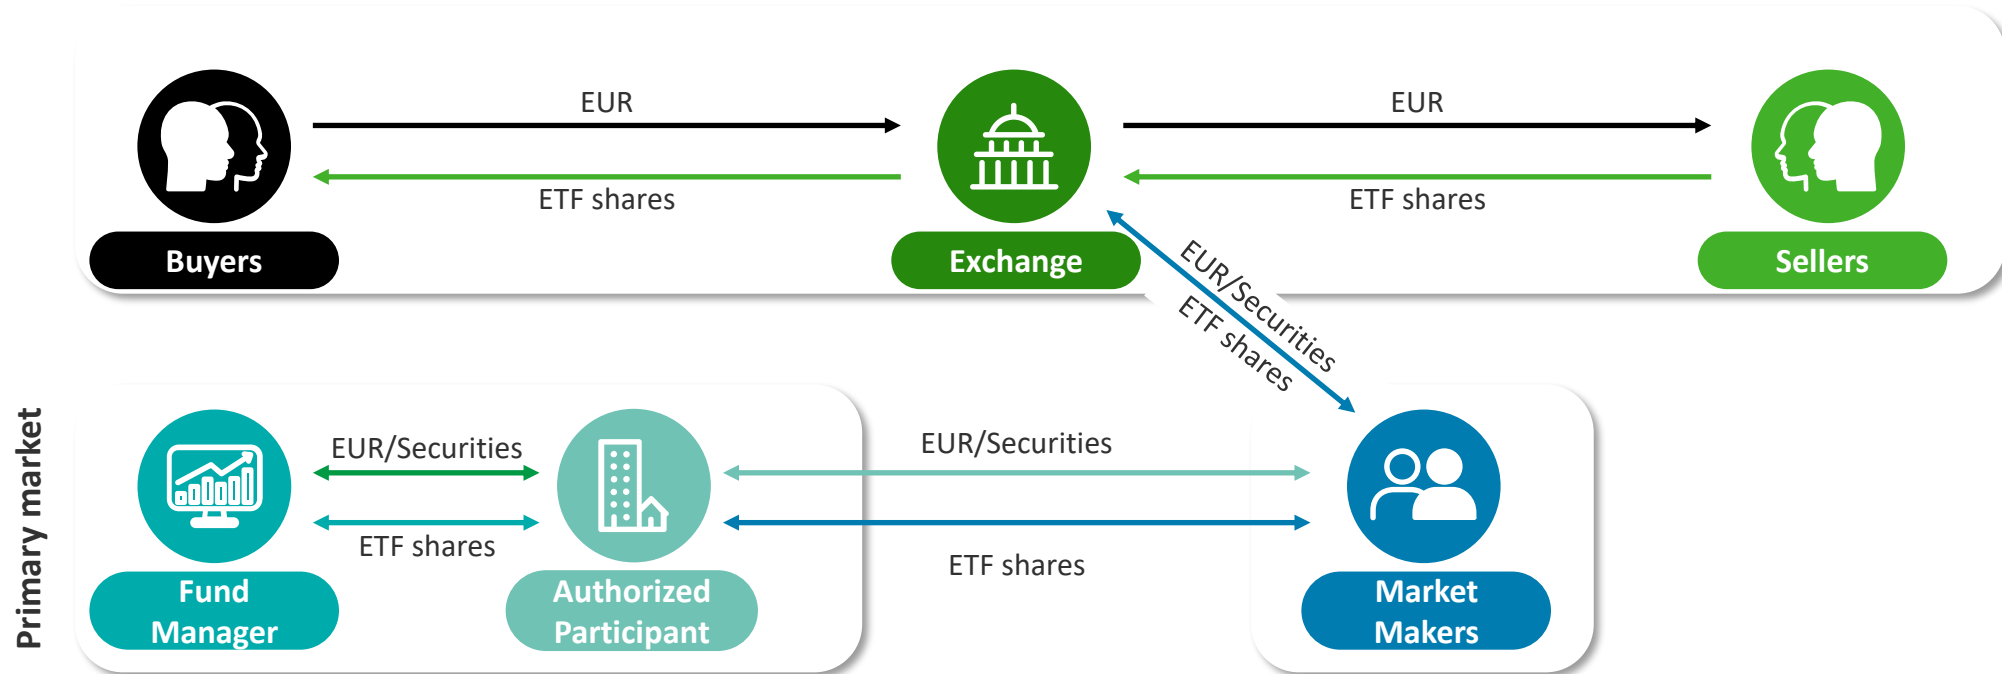 EUR
EUR
ETF shares
ETF shares
Buyers
Exchange
Sellers
EUR/Securities
ETF shares
Primary market
EUR/Securities
ETF shares
EUR/Securities
ETF shares
Fund
Manager
Authorized
Participant
Market
Makers